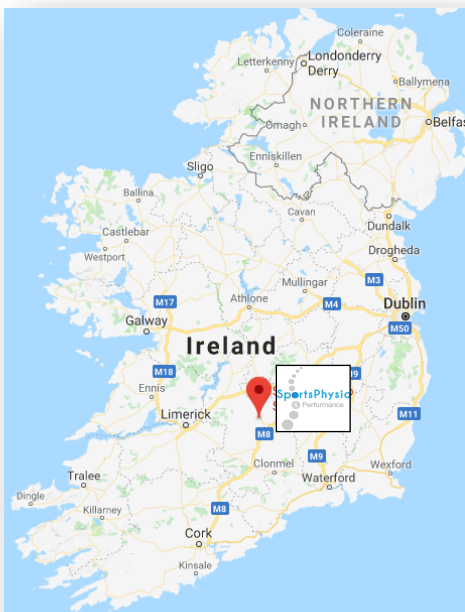 Coleraine
Letterkenny
Londonderry
Derry
Ballymena
NORTHERN
IRELAND
Omagh
Belfas
Enniskillen
Sligo
Ballina
Cavan
Dundalk
Castlebar
Westport
Drogheda
M3
Mullingar
M17
Athlone
M4
Dublin
Galway
M50
Ireland
M18
M9
SportsPhysio
& Performance
Ennis
Limerick
M11
M8
Clonmel
M9
Wexford
Tralee
Waterford
Dingle
Killarney
M8
Cork
Kinsale